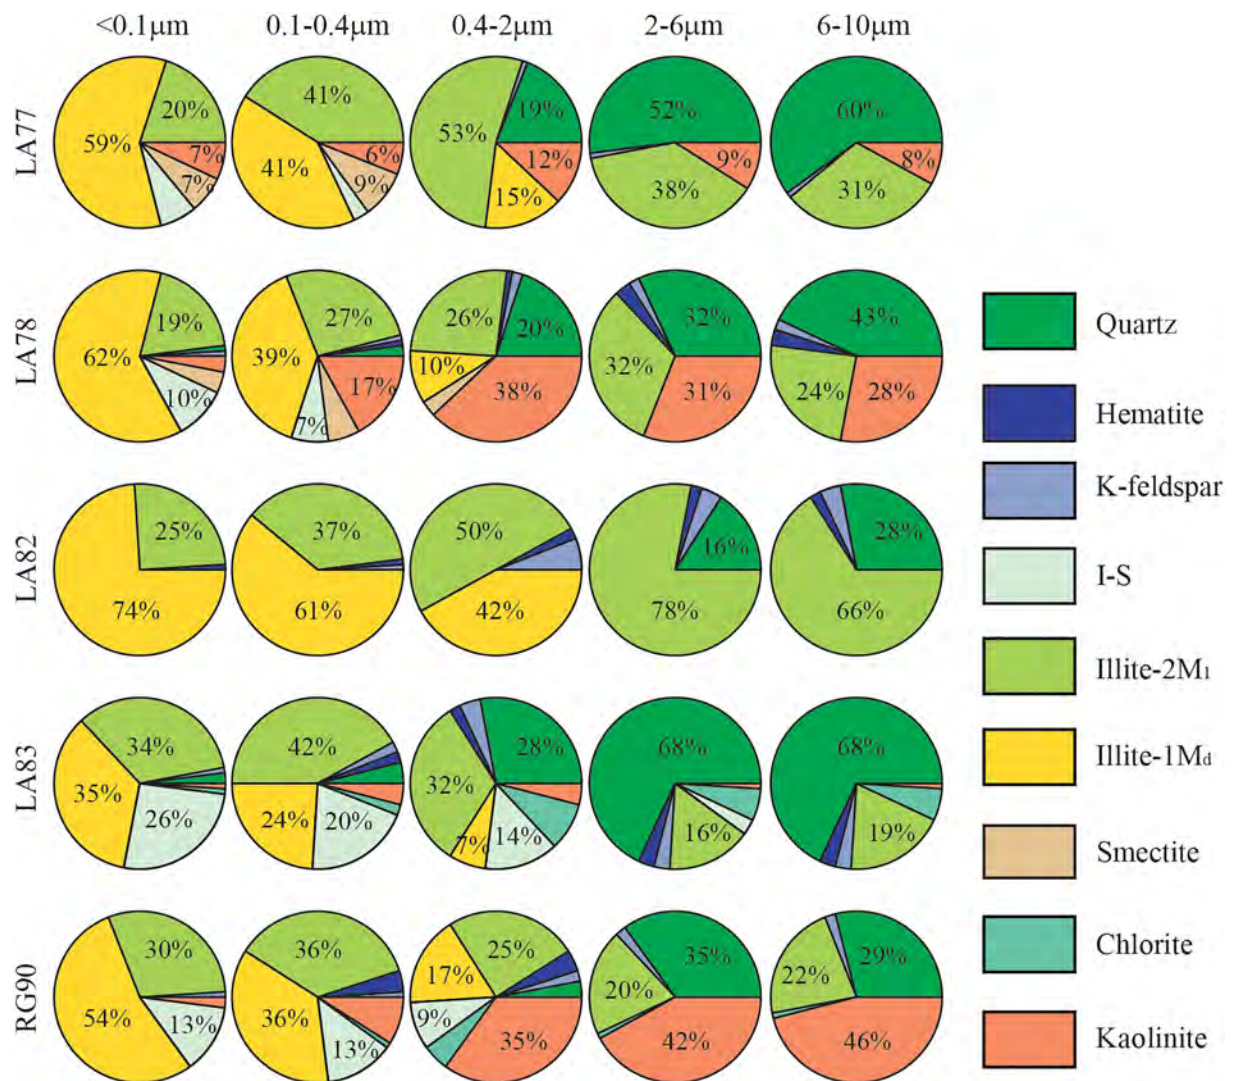 <0.1μm 0.1-0.4μm 0.4-2μm 2-6μm 6-10μm
LA77
59% 20% 7% 7%
41% 41% 6% 9%
53% 19% 12% 15%
52% 9% 38%
60% 8% 31%
LA78
62% 19% 10%
39% 27% 17% 7%
26% 20% 10% 38%
32% 32% 31%
43% 24% 28%
LA82
25% 74%
37% 61%
50% 42%
16% 78%
28% 66%
LA83
34% 35% 26%
42% 24% 20%
28% 32% 7% 14%
68% 16%
68% 19%
RG90
30% 54% 13%
36% 36% 13%
25% 17% 9% 35%
35% 20% 42%
29% 22% 46%
Quartz
Hematite
K-feldspar
I-S
Illite-2M₁
Illite-1Md
Smectite
Chlorite
Kaolinite